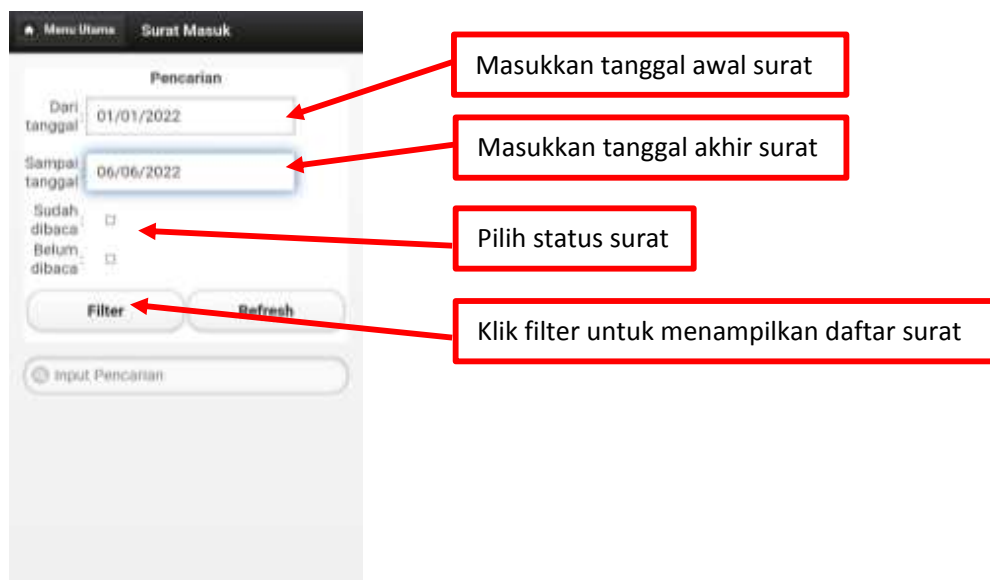 Menu Utama Surat Masuk
Pencarian
Dari tanggal : 01/01/2022
Sampai tanggal : 06/06/2022
Sudah dibaca :
Belum dibaca :
Filter Refresh
Input Pencarian
Masukkan tanggal awal surat
Masukkan tanggal akhir surat
Pilih status surat
Klik filter untuk menampilkan daftar surat